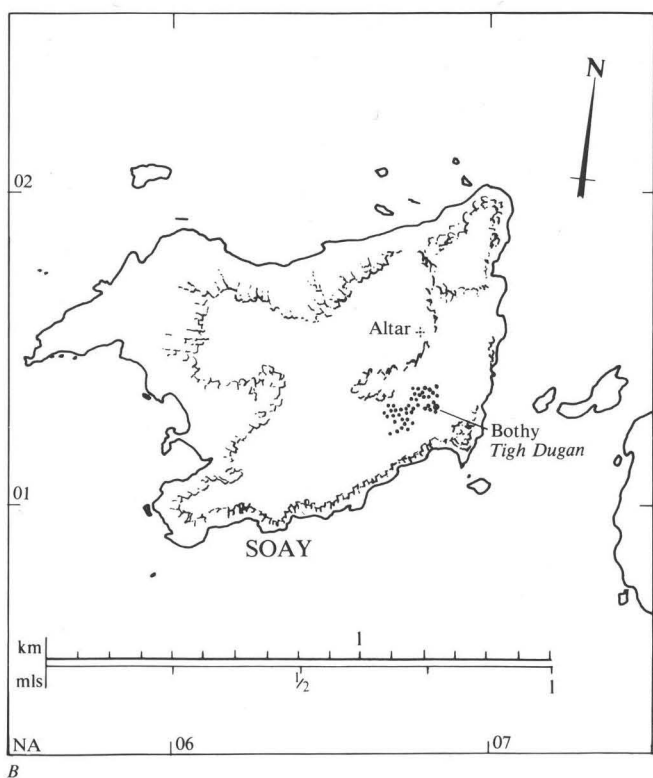 N
02
Altar
Bothy
Tigh Dugan
01
SOAY
km 1
mls 1/2 1
NA 06 07
B